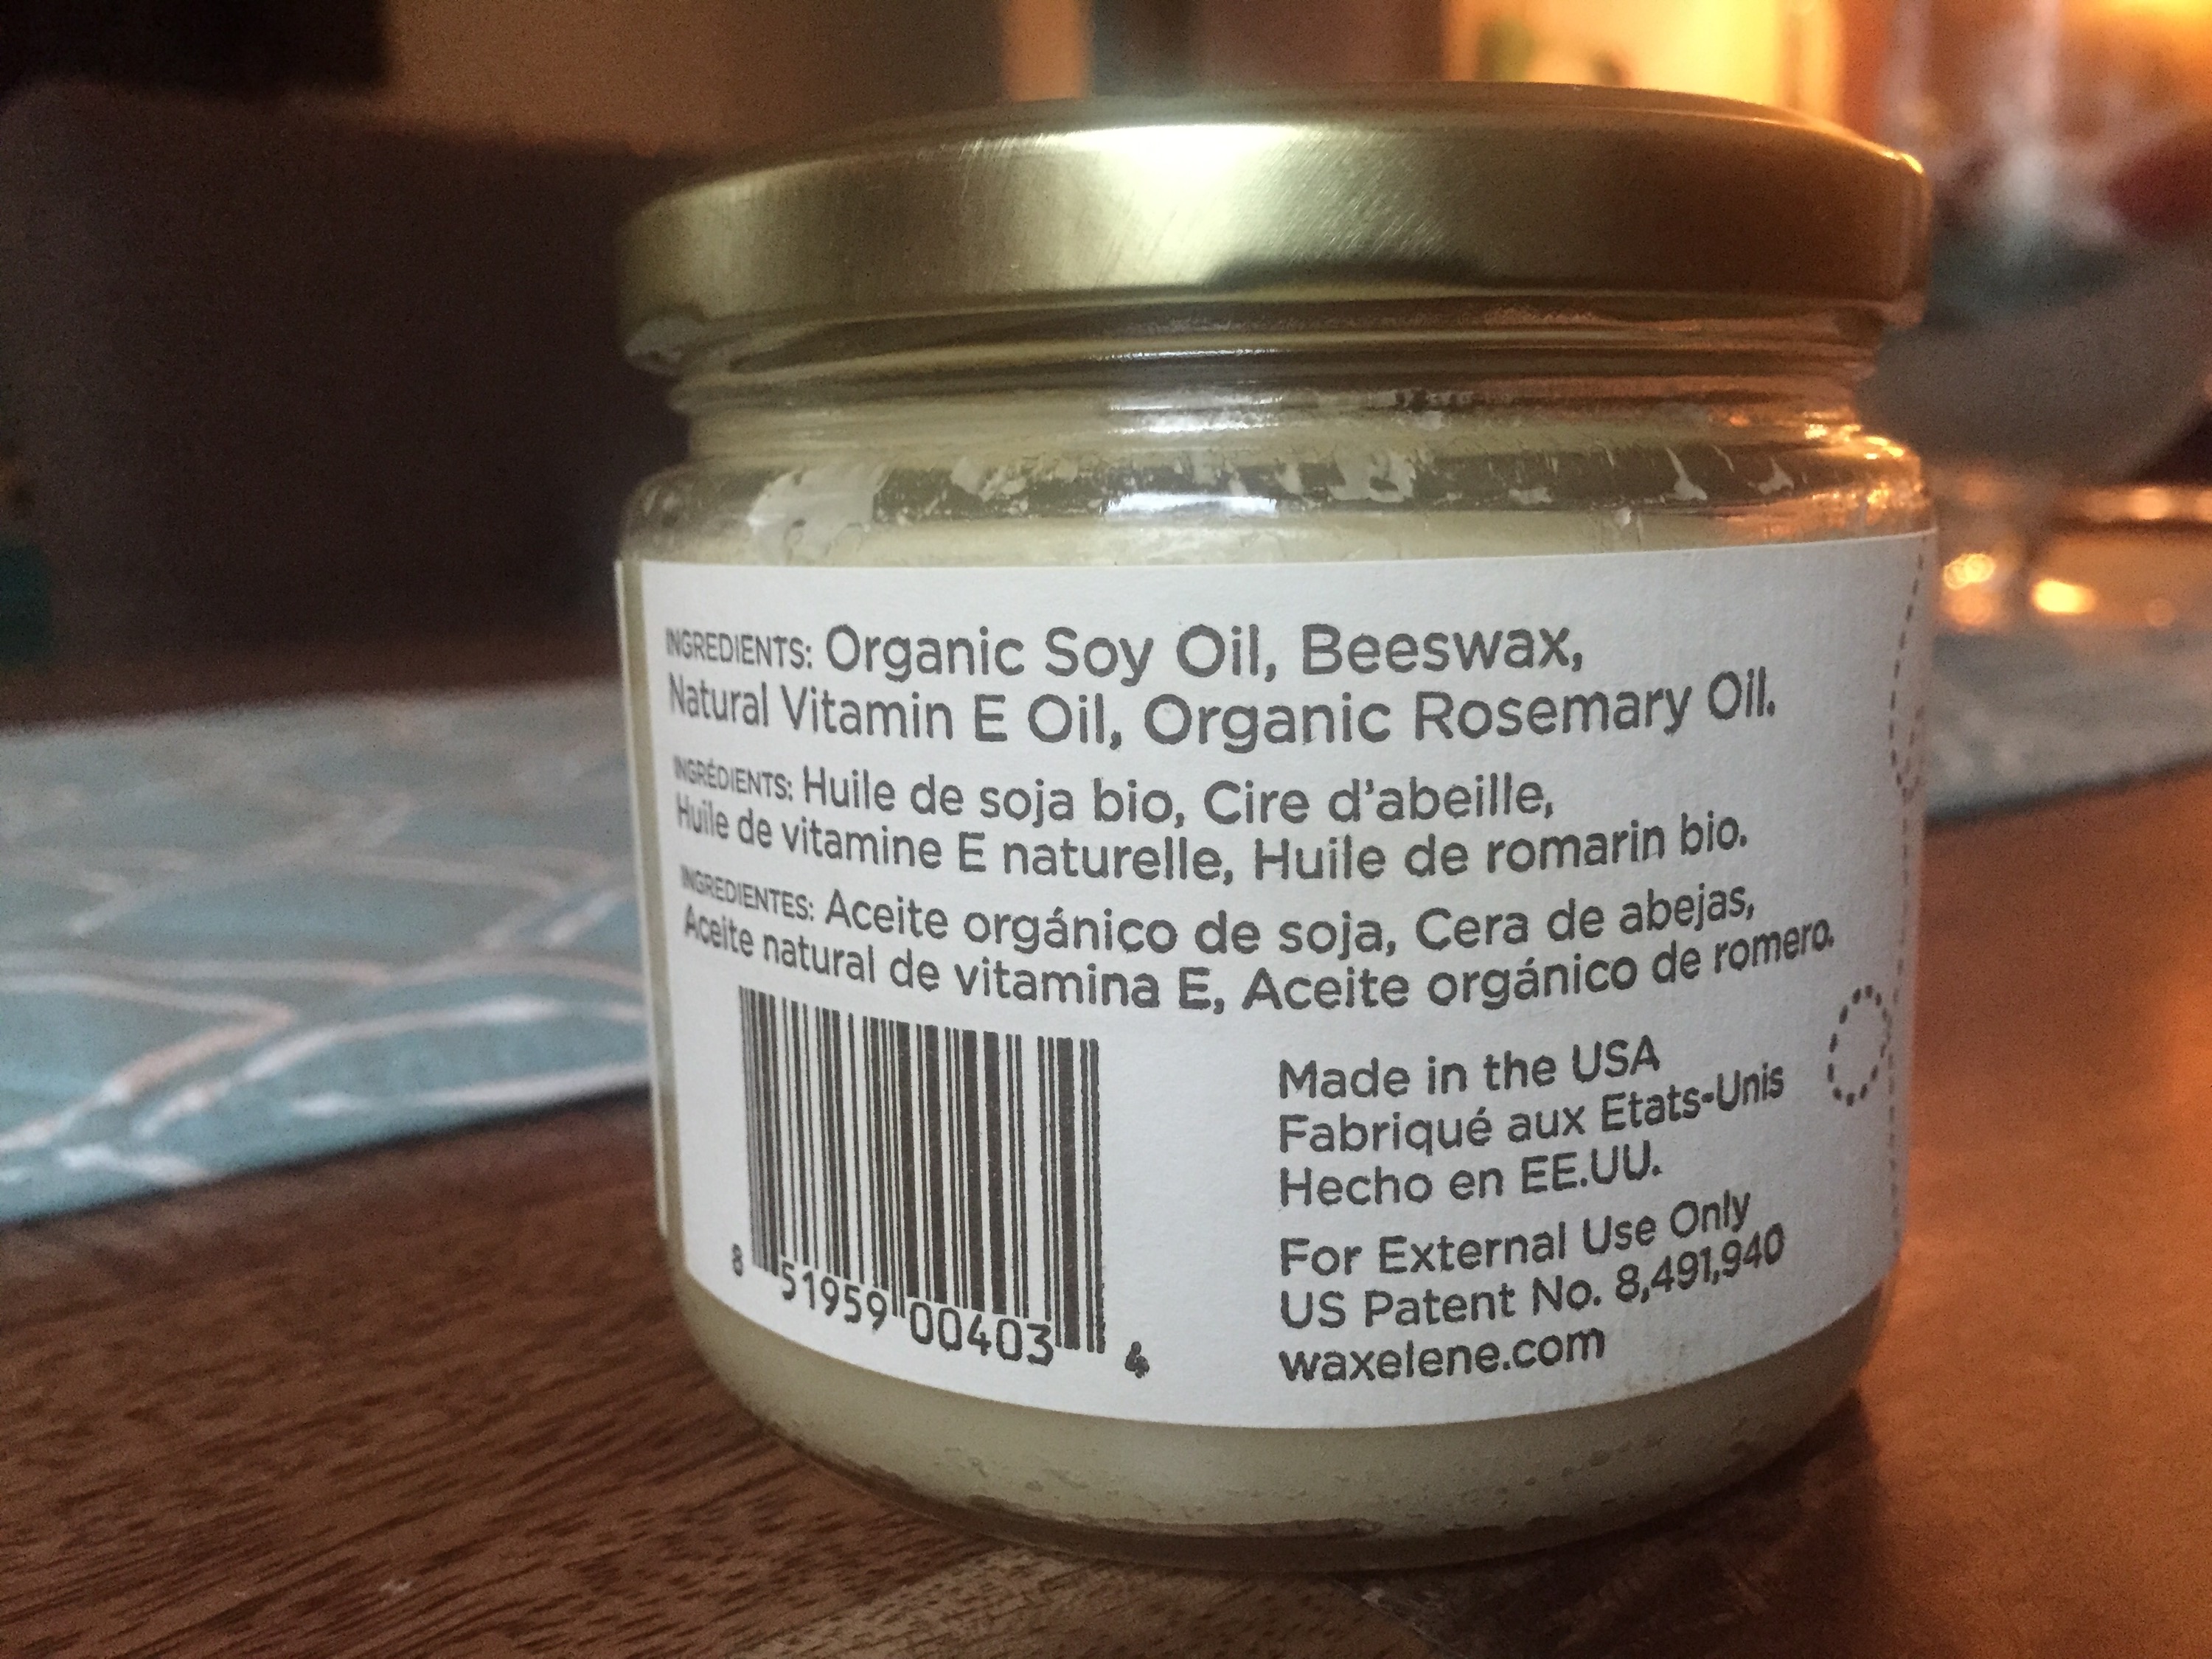 INGREDIENTS: Organic Soy Oil, Beeswax,
Natural Vitamin E Oil, Organic Rosemary Oil.
INGRÉDIENTS: Huile de soja bio, Cire d'abeille,
Huile de vitamine E naturelle, Huile de romarin bio.
INGREDIENTES: Aceite orgánico de soja, Cera de abejas,
Aceite natural de vitamina E, Aceite orgánico de romero.
8 51959 00403 4
Made in the USA
Fabriqué aux Etats-Unis
Hecho en EE.UU.
For External Use Only
US Patent No. 8,491,940
waxelene.com